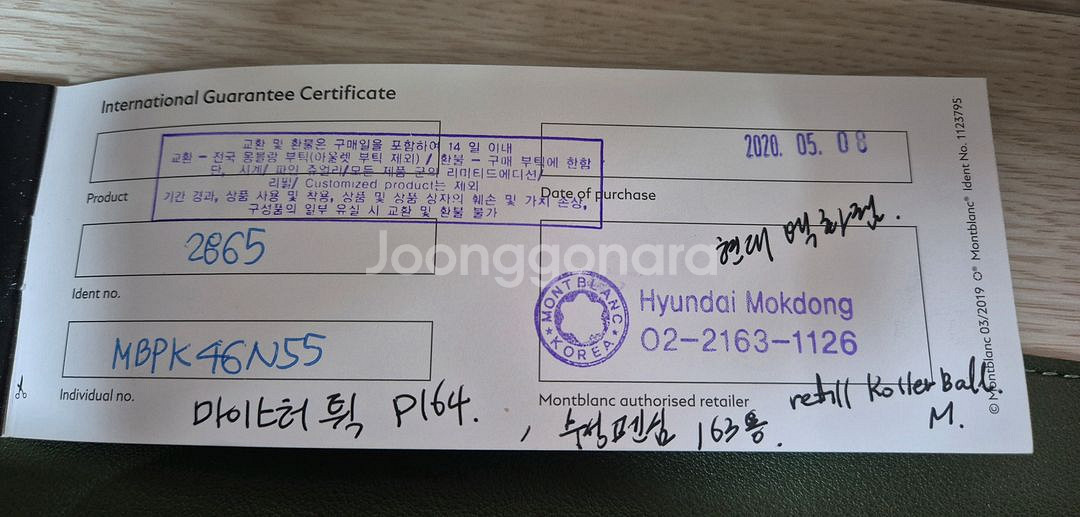 International Guarantee Certificate
교환 및 환불은 구매일을 포함하여 14 일 이내
교환 - 전국 몽블랑 부틱(아울렛 부틱 제외) / 환불 - 구매 부틱에 한함
단, 시계/ 파인 쥬얼리/모든 제품 군의 리미티드에디션/
리필/ Customized product는 제외
기간 경과, 상품 사용 및 착용, 상품 및 상품 상자의 훼손 및 가치 손상,
구성품의 일부 유실 시 교환 및 환불 불가
Product
2020. 05. 08
Date of purchase
2865
Ident no.
현대 백화점.
Joonggonara
MONTBLANC
KOREA
Hyundai Mokdong
02-2163-1126
MBPK46N55
Individual no.
Montblanc authorised retailer
마이스터 튁 P164.
, 수성펜심 163용.
refill Roller Ball.
M.
© Montblanc 03/2019 Montblanc® Ident No. 1123795